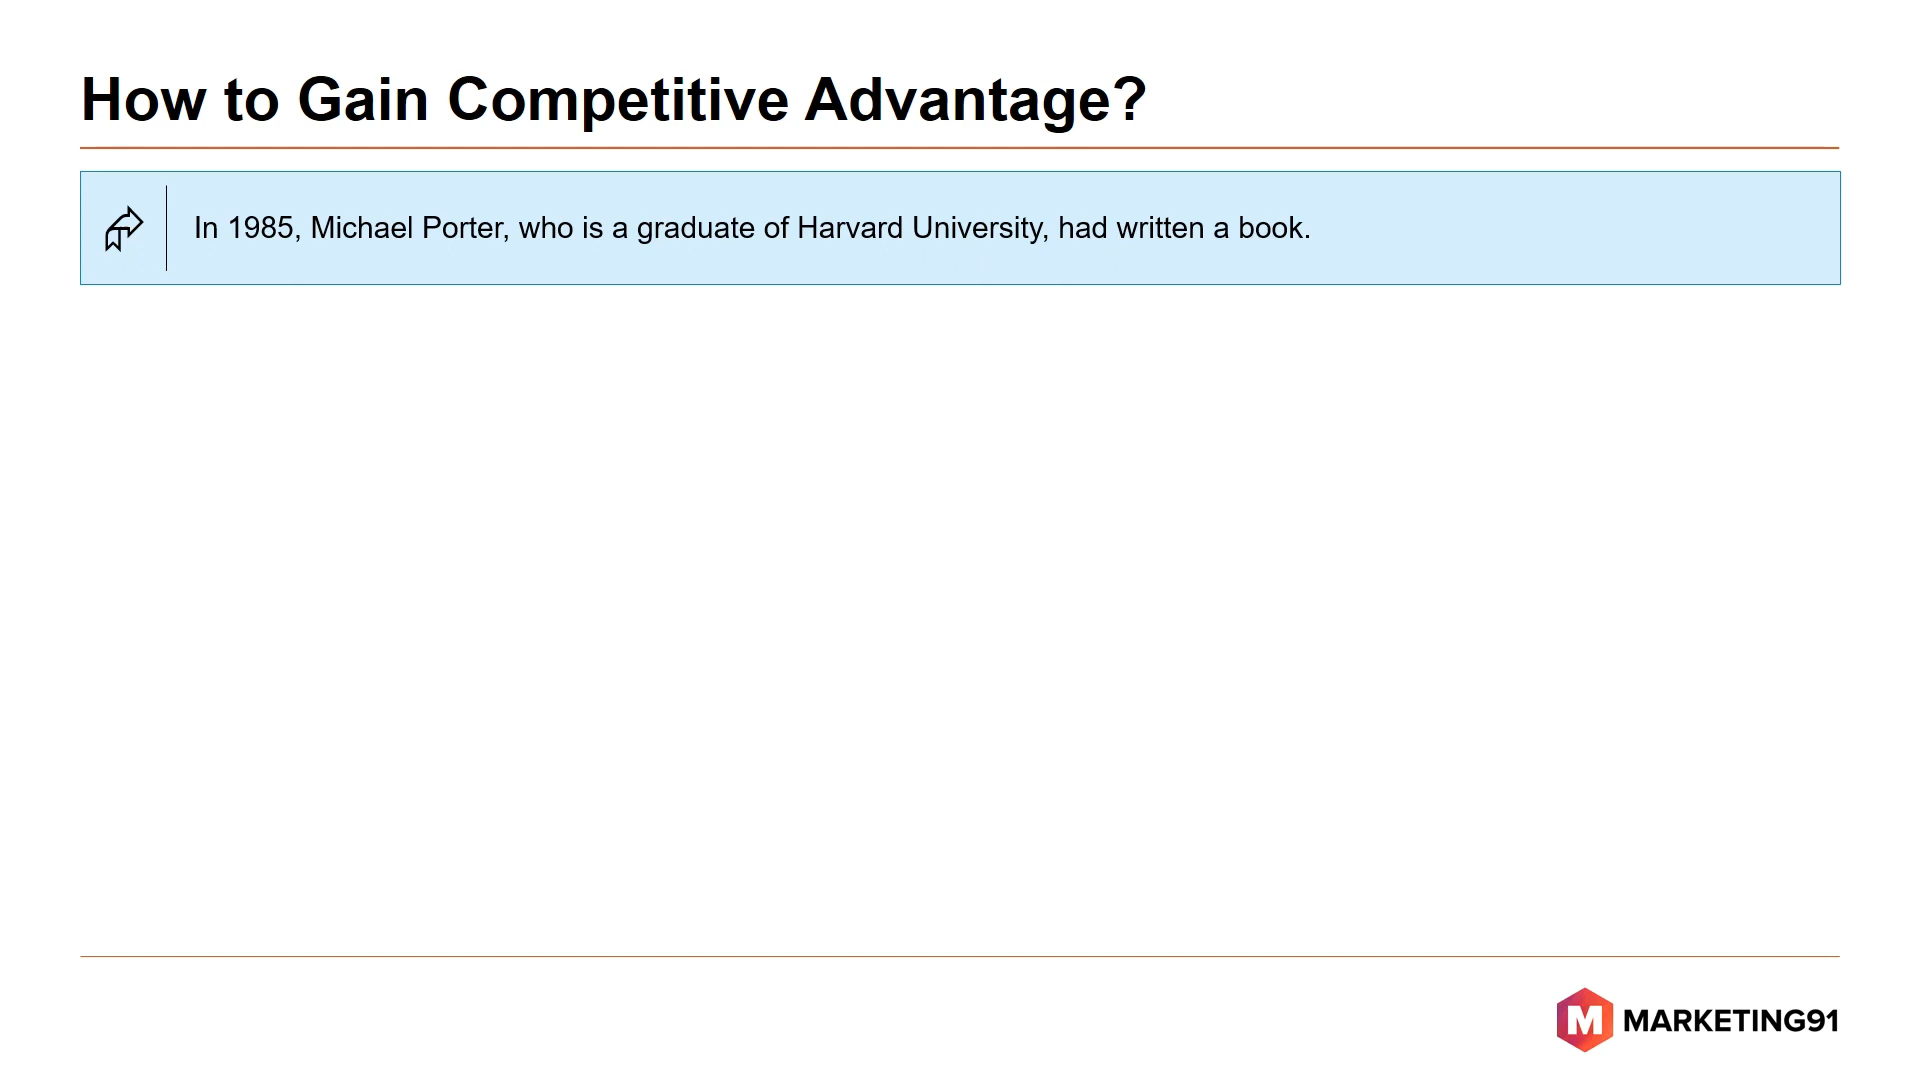 How to Gain Competitive Advantage?
In 1985, Michael Porter, who is a graduate of Harvard University, had written a book.
M MARKETING91